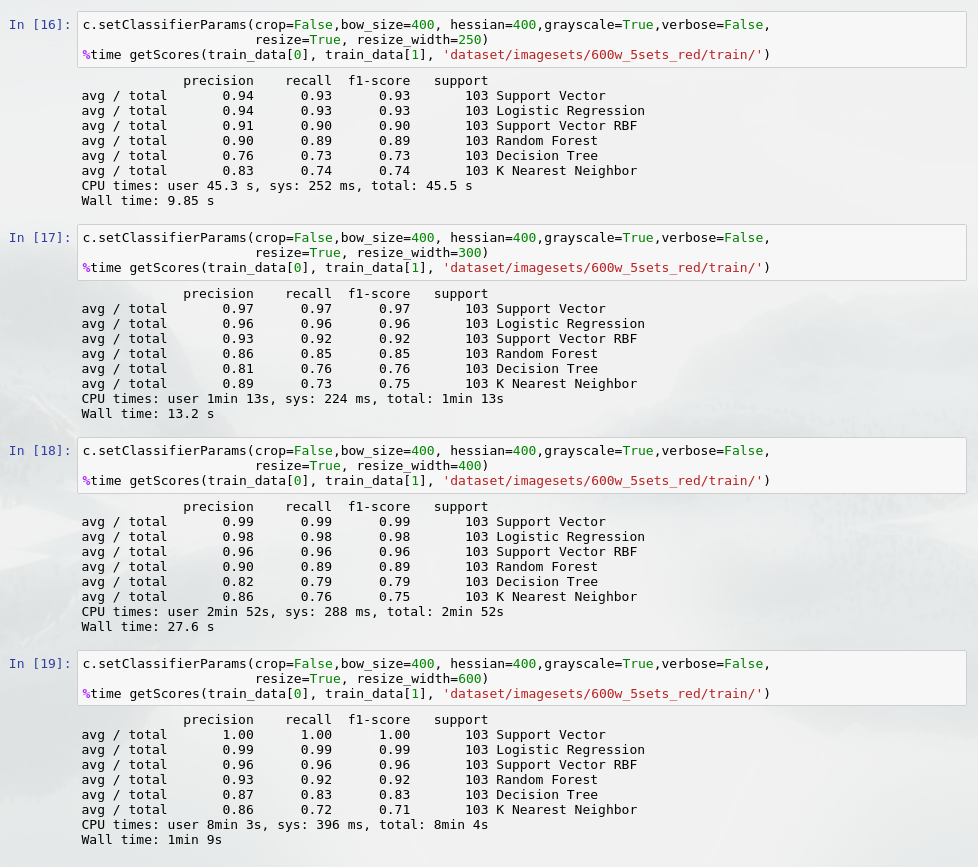 In [16]: c.setClassifierParams(crop=False,bow_size=400, hessian=400,grayscale=True,verbose=False,
resize=True, resize_width=250)
%time getScores(train_data[0], train_data[1], 'dataset/imagesets/600w_5sets_red/train/')
precision recall f1-score support
avg / total 0.94 0.93 0.93 103 Support Vector
avg / total 0.94 0.93 0.93 103 Logistic Regression
avg / total 0.91 0.90 0.90 103 Support Vector RBF
avg / total 0.90 0.89 0.89 103 Random Forest
avg / total 0.76 0.73 0.73 103 Decision Tree
avg / total 0.83 0.74 0.74 103 K Nearest Neighbor
CPU times: user 45.3 s, sys: 252 ms, total: 45.5 s
Wall time: 9.85 s
In [17]: c.setClassifierParams(crop=False,bow_size=400, hessian=400,grayscale=True,verbose=False,
resize=True, resize_width=300)
%time getScores(train_data[0], train_data[1], 'dataset/imagesets/600w_5sets_red/train/')
precision recall f1-score support
avg / total 0.97 0.97 0.97 103 Support Vector
avg / total 0.96 0.96 0.96 103 Logistic Regression
avg / total 0.93 0.92 0.92 103 Support Vector RBF
avg / total 0.86 0.85 0.85 103 Random Forest
avg / total 0.81 0.76 0.76 103 Decision Tree
avg / total 0.89 0.73 0.75 103 K Nearest Neighbor
CPU times: user 1min 13s, sys: 224 ms, total: 1min 13s
Wall time: 13.2 s
In [18]: c.setClassifierParams(crop=False,bow_size=400, hessian=400,grayscale=True,verbose=False,
resize=True, resize_width=400)
%time getScores(train_data[0], train_data[1], 'dataset/imagesets/600w_5sets_red/train/')
precision recall f1-score support
avg / total 0.99 0.99 0.99 103 Support Vector
avg / total 0.98 0.98 0.98 103 Logistic Regression
avg / total 0.96 0.96 0.96 103 Support Vector RBF
avg / total 0.90 0.89 0.89 103 Random Forest
avg / total 0.82 0.79 0.79 103 Decision Tree
avg / total 0.86 0.76 0.75 103 K Nearest Neighbor
CPU times: user 2min 52s, sys: 288 ms, total: 2min 52s
Wall time: 27.6 s
In [19]: c.setClassifierParams(crop=False,bow_size=400, hessian=400,grayscale=True,verbose=False,
resize=True, resize_width=600)
%time getScores(train_data[0], train_data[1], 'dataset/imagesets/600w_5sets_red/train/')
precision recall f1-score support
avg / total 1.00 1.00 1.00 103 Support Vector
avg / total 0.99 0.99 0.99 103 Logistic Regression
avg / total 0.96 0.96 0.96 103 Support Vector RBF
avg / total 0.93 0.92 0.92 103 Random Forest
avg / total 0.87 0.83 0.83 103 Decision Tree
avg / total 0.86 0.72 0.71 103 K Nearest Neighbor
CPU times: user 8min 3s, sys: 396 ms, total: 8min 4s
Wall time: 1min 9s